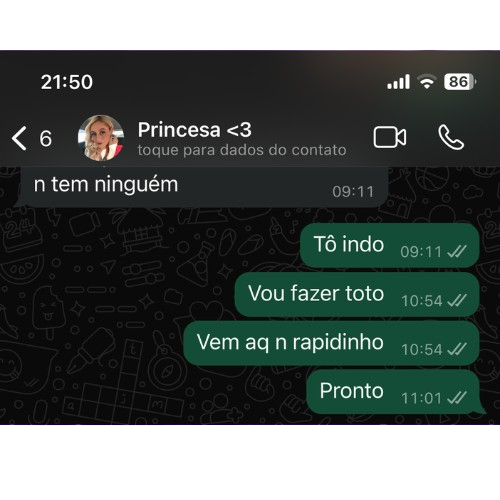 21:50
86
6
Princesa <3
toque para dados do contato
n tem ninguém
09:11
Tô indo
09:11
Vou fazer toto
10:54
Vem aq n rapidinho
10:54
Pronto
11:01